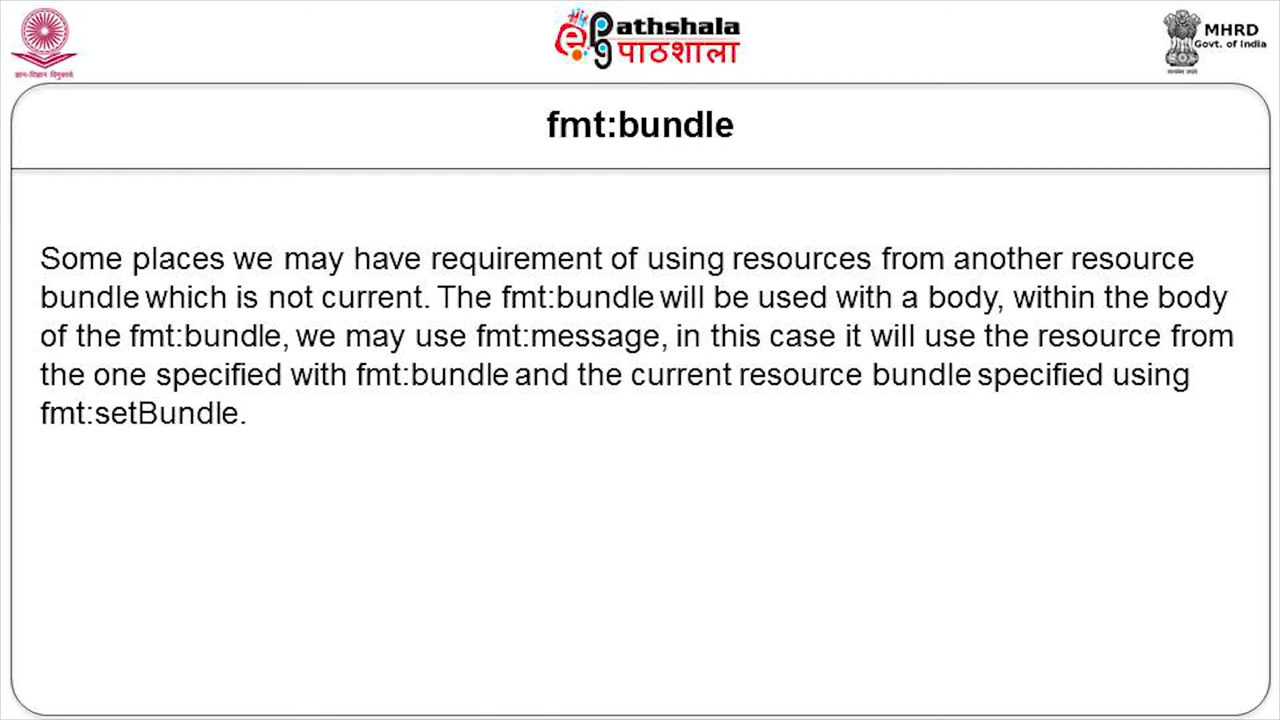 ePG Pathshala
पाठशाला
MHRD
Govt. of India
fmt:bundle
Some places we may have requirement of using resources from another resource
bundle which is not current. The fmt:bundle will be used with a body, within the body
of the fmt:bundle, we may use fmt:message, in this case it will use the resource from
the one specified with fmt:bundle and the current resource bundle specified using
fmt:setBundle.